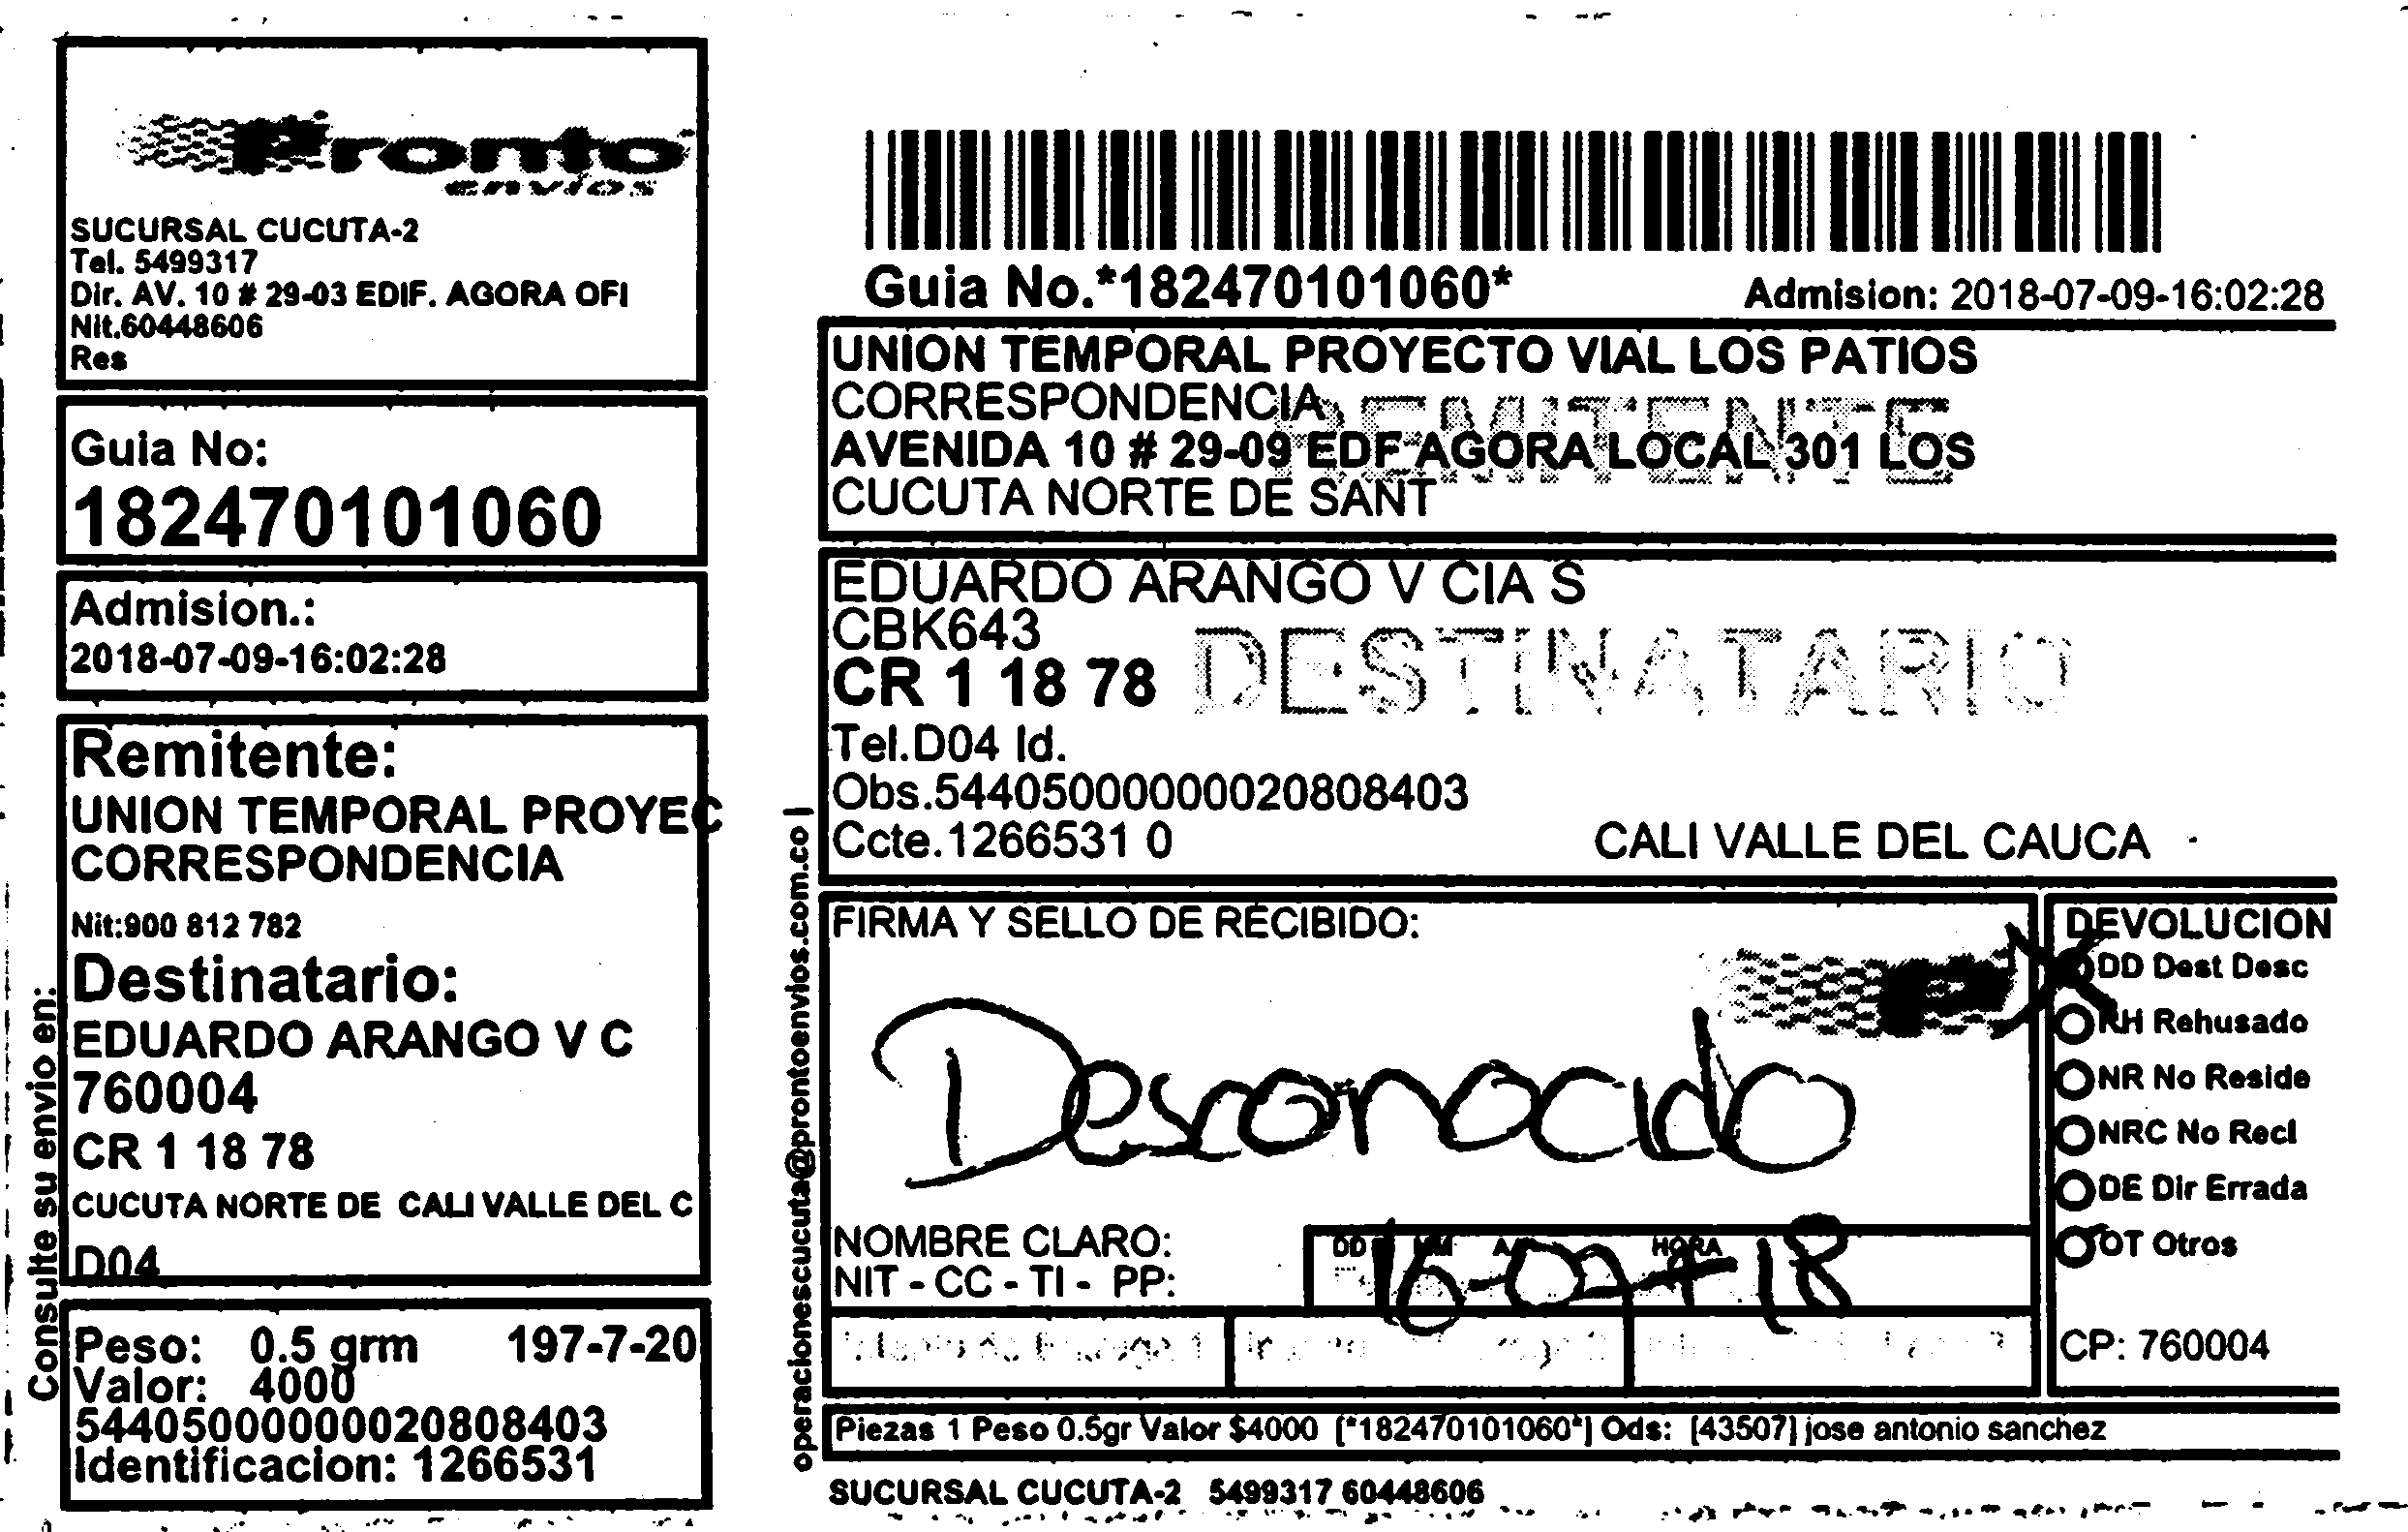 Pronto
envios
SUCURSAL CUCUTA-2
Tel. 5499317
Dir. AV. 10 # 29-03 EDIF. AGORA OFI
Nit.60448606
Res
Guia No:
182470101060
Admision.:
2018-07-09-16:02:28
Remitente:
UNION TEMPORAL PROYEC
CORRESPONDENCIA
Nit:900 812 782
Destinatario:
EDUARDO ARANGO V C
760004
CR 1 18 78
CUCUTA NORTE DE CALI VALLE DEL C
D04
Peso: 0.5 grm 197-7-20
Valor: 4000
544050000000020808403
Identificacion: 1266531
Consulte su envio en:
operacionescucuta@prontoenvios.com.co |
Guia No.*182470101060*
Admision: 2018-07-09-16:02:28
UNION TEMPORAL PROYECTO VIAL LOS PATIOS
CORRESPONDENCIA
REMITENTE
AVENIDA 10 # 29-09 EDF AGORA LOCAL 301 LOS
CUCUTA NORTE DE SANT
EDUARDO ARANGO V CIA S
CBK643
CR 1 18 78
DESTINATARIO
Tel.D04 Id.
Obs.544050000000020808403
Ccte.1266531 0
CALI VALLE DEL CAUCA
FIRMA Y SELLO DE RECIBIDO:
Desconocido
NOMBRE CLARO:
NIT - CC - TI - PP:
DD MM AA HORA
DEVOLUCION
DD Dest Desc
RH Rehusado
NR No Reside
NRC No Recl
DE Dir Errada
OT Otros
CP: 760004
Piezas 1 Peso 0.5gr Valor $4000 [*182470101060*] Ods: [43507] jose antonio sanchez
SUCURSAL CUCUTA-2 5499317 60448606